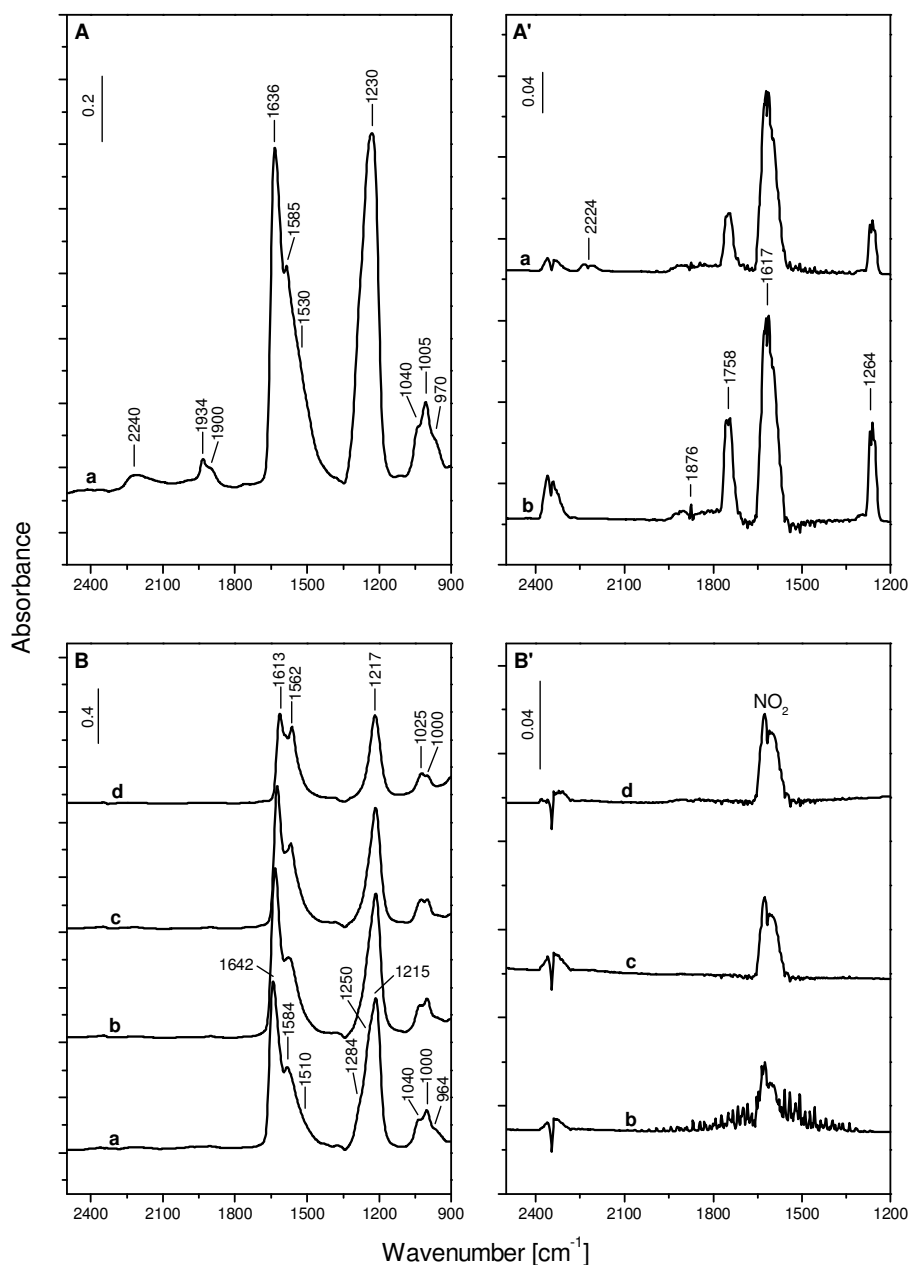 Absorbance
A
0.2
1636
1230
1585
1530
2240
1934
1900
1040
1005
970
a
2400 2100 1800 1500 1200 900
A'
0.04
2224
a
1617
1758
1264
1876
b
2400 2100 1800 1500 1200
B
0.4
1613
1562
1217
1025
1000
d
c
1642
1584
1510
1250
1215
1284
1040
1000
964
b
a
2400 2100 1800 1500 1200 900
B'
0.04
NO2
d
c
b
2400 2100 1800 1500 1200
Wavenumber [cm-1]